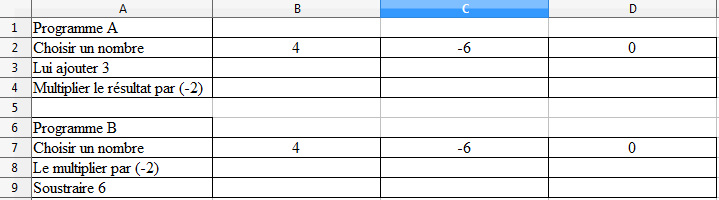 A B C D
1 Programme A
2 Choisir un nombre 4 -6 0
3 Lui ajouter 3
4 Multiplier le résultat par (-2)
5
6 Programme B
7 Choisir un nombre 4 -6 0
8 Le multiplier par (-2)
9 Soustraire 6